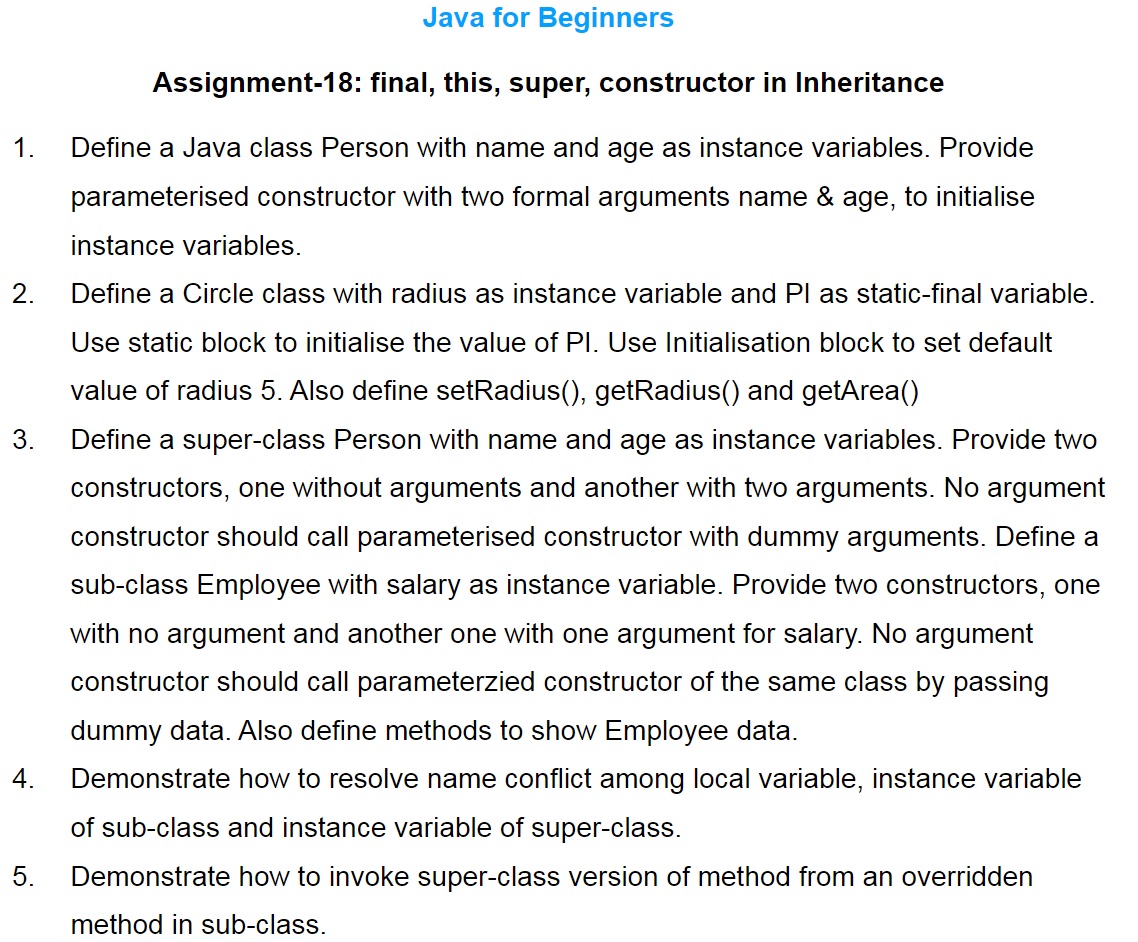 Java for Beginners
Assignment-18: final, this, super, constructor in Inheritance
1. Define a Java class Person with name and age as instance variables. Provide
parameterised constructor with two formal arguments name & age, to initialise
instance variables.
2. Define a Circle class with radius as instance variable and PI as static-final variable.
Use static block to initialise the value of PI. Use Initialisation block to set default
value of radius 5. Also define setRadius(), getRadius() and getArea()
3. Define a super-class Person with name and age as instance variables. Provide two
constructors, one without arguments and another with two arguments. No argument
constructor should call parameterised constructor with dummy arguments. Define a
sub-class Employee with salary as instance variable. Provide two constructors, one
with no argument and another one with one argument for salary. No argument
constructor should call parameterzied constructor of the same class by passing
dummy data. Also define methods to show Employee data.
4. Demonstrate how to resolve name conflict among local variable, instance variable
of sub-class and instance variable of super-class.
5. Demonstrate how to invoke super-class version of method from an overridden
method in sub-class.